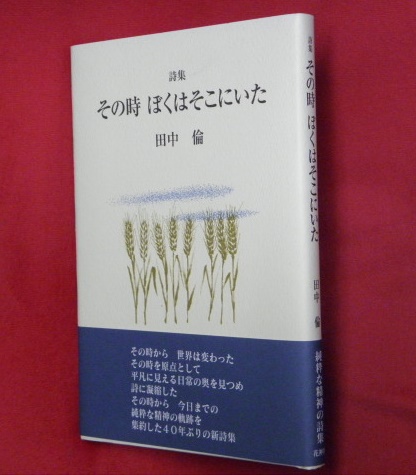 詩集
その時 ぼくはそこにいた
田中 倫
その時から 世界は変わった
その時を原点として
平凡に見える日常の奥を見つめ
詩に凝縮した
その時から 今日までの
純粋な精神の軌跡を
集約した40年ぶりの新詩集
詩集 その時 ぼくはそこにいた
田中 倫
純粋な精神の詩集